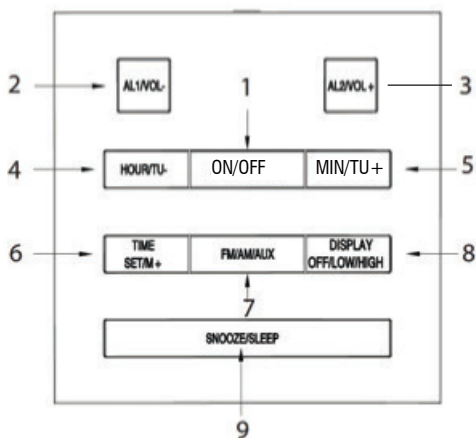 1
2
AL1/VOL-
AL2/VOL+
3
4
HOUR/TU-
ON/OFF
MIN/TU+
5
6
TIME
SET/M+
FM/AM/AUX
DISPLAY
OFF/LOW/HIGH
8
7
SNOOZE/SLEEP
9